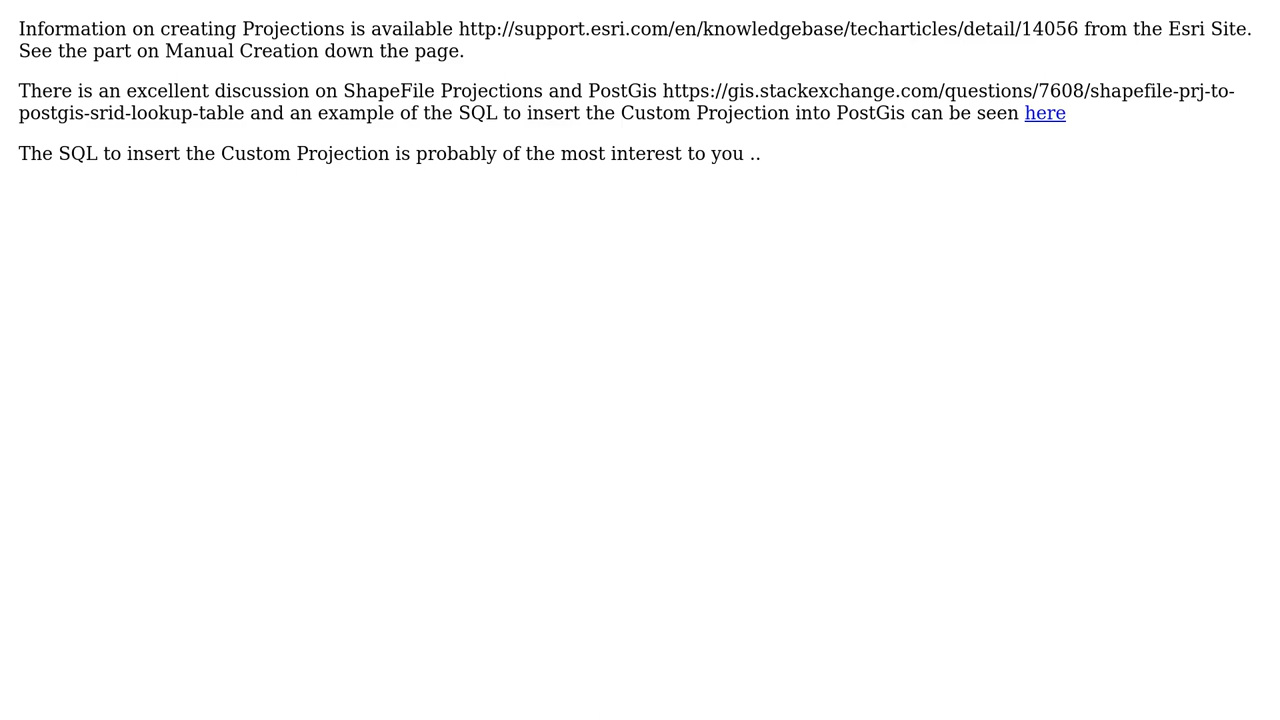 Information on creating Projections is available http://support.esri.com/en/knowledgebase/techarticles/detail/14056 from the Esri Site.
See the part on Manual Creation down the page.
There is an excellent discussion on ShapeFile Projections and PostGis https://gis.stackexchange.com/questions/7608/shapefile-prj-to-
postgis-srid-lookup-table and an example of the SQL to insert the Custom Projection into PostGis can be seen here
The SQL to insert the Custom Projection is probably of the most interest to you ..